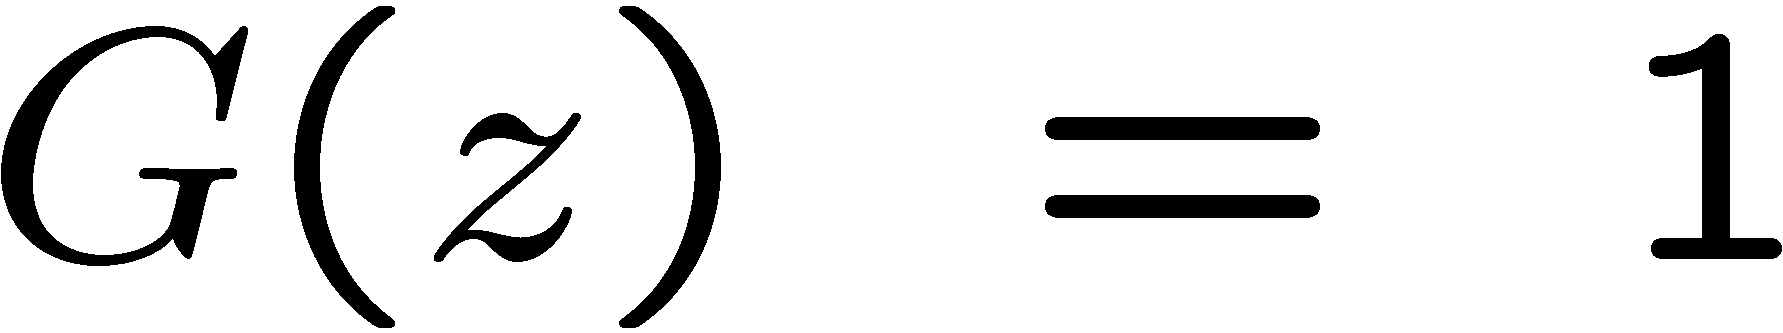 G(z) = 1